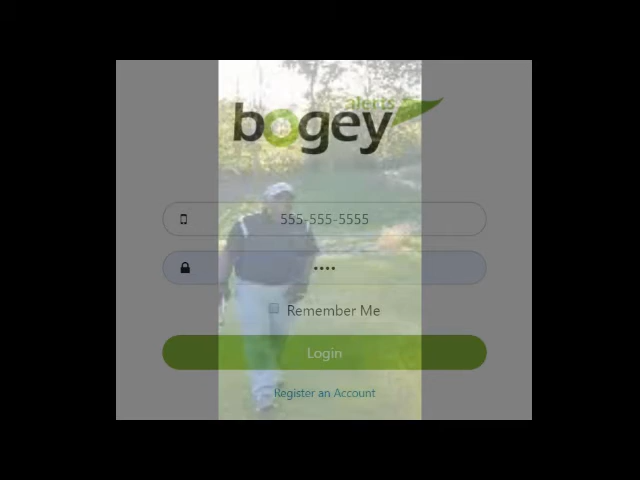 alerts
bogey
555-555-5555
••••
Remember Me
Login
Register an Account